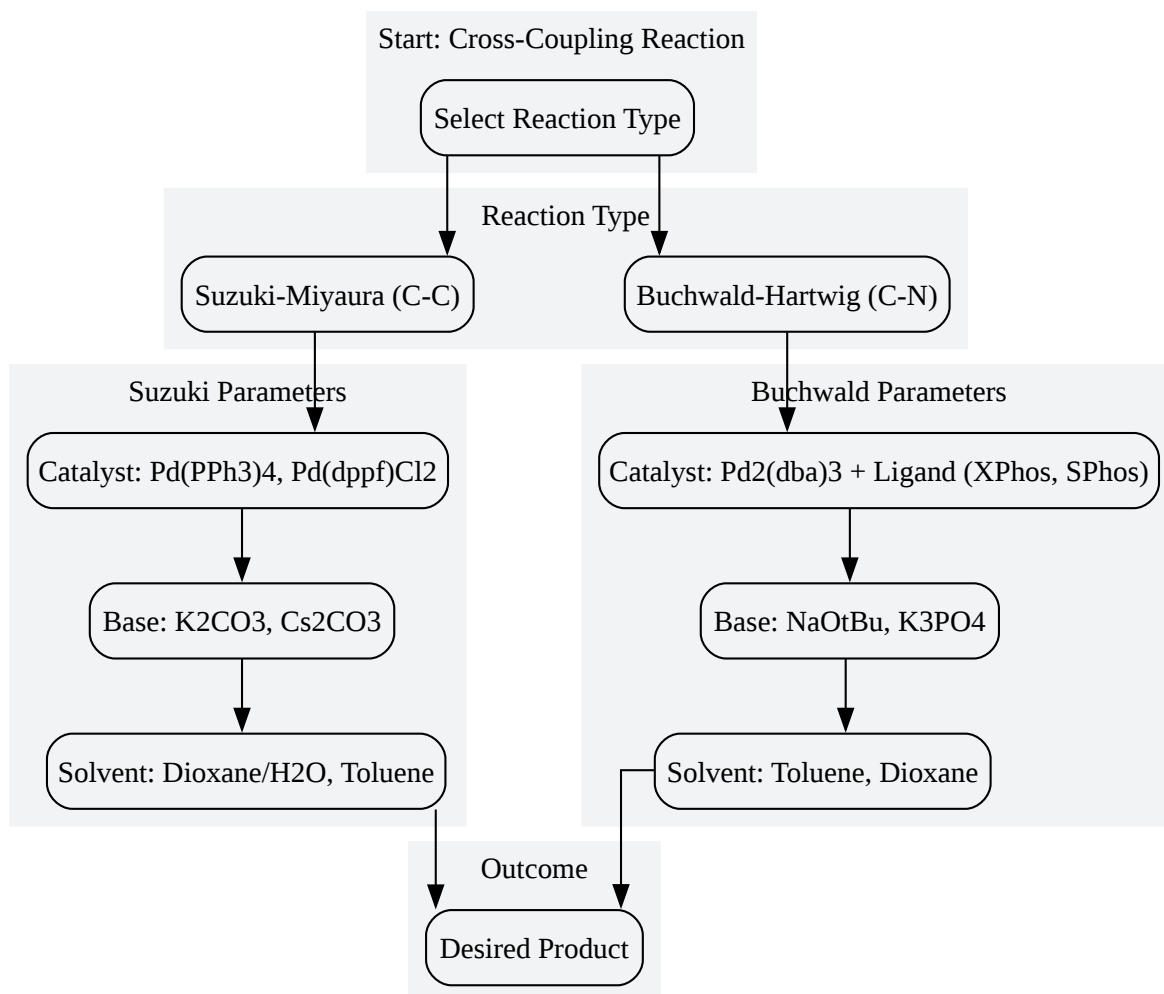 Start: Cross-Coupling Reaction
Select Reaction Type
Reaction Type
Suzuki-Miyaura (C-C)
Buchwald-Hartwig (C-N)
Suzuki Parameters
Catalyst: Pd(PPh3)4, Pd(dppf)Cl2
Base: K2CO3, Cs2CO3
Solvent: Dioxane/H2O, Toluene
Buchwald Parameters
Catalyst: Pd2(dba)3 + Ligand (XPhos, SPhos)
Base: NaOtBu, K3PO4
Solvent: Toluene, Dioxane
Outcome
Desired Product